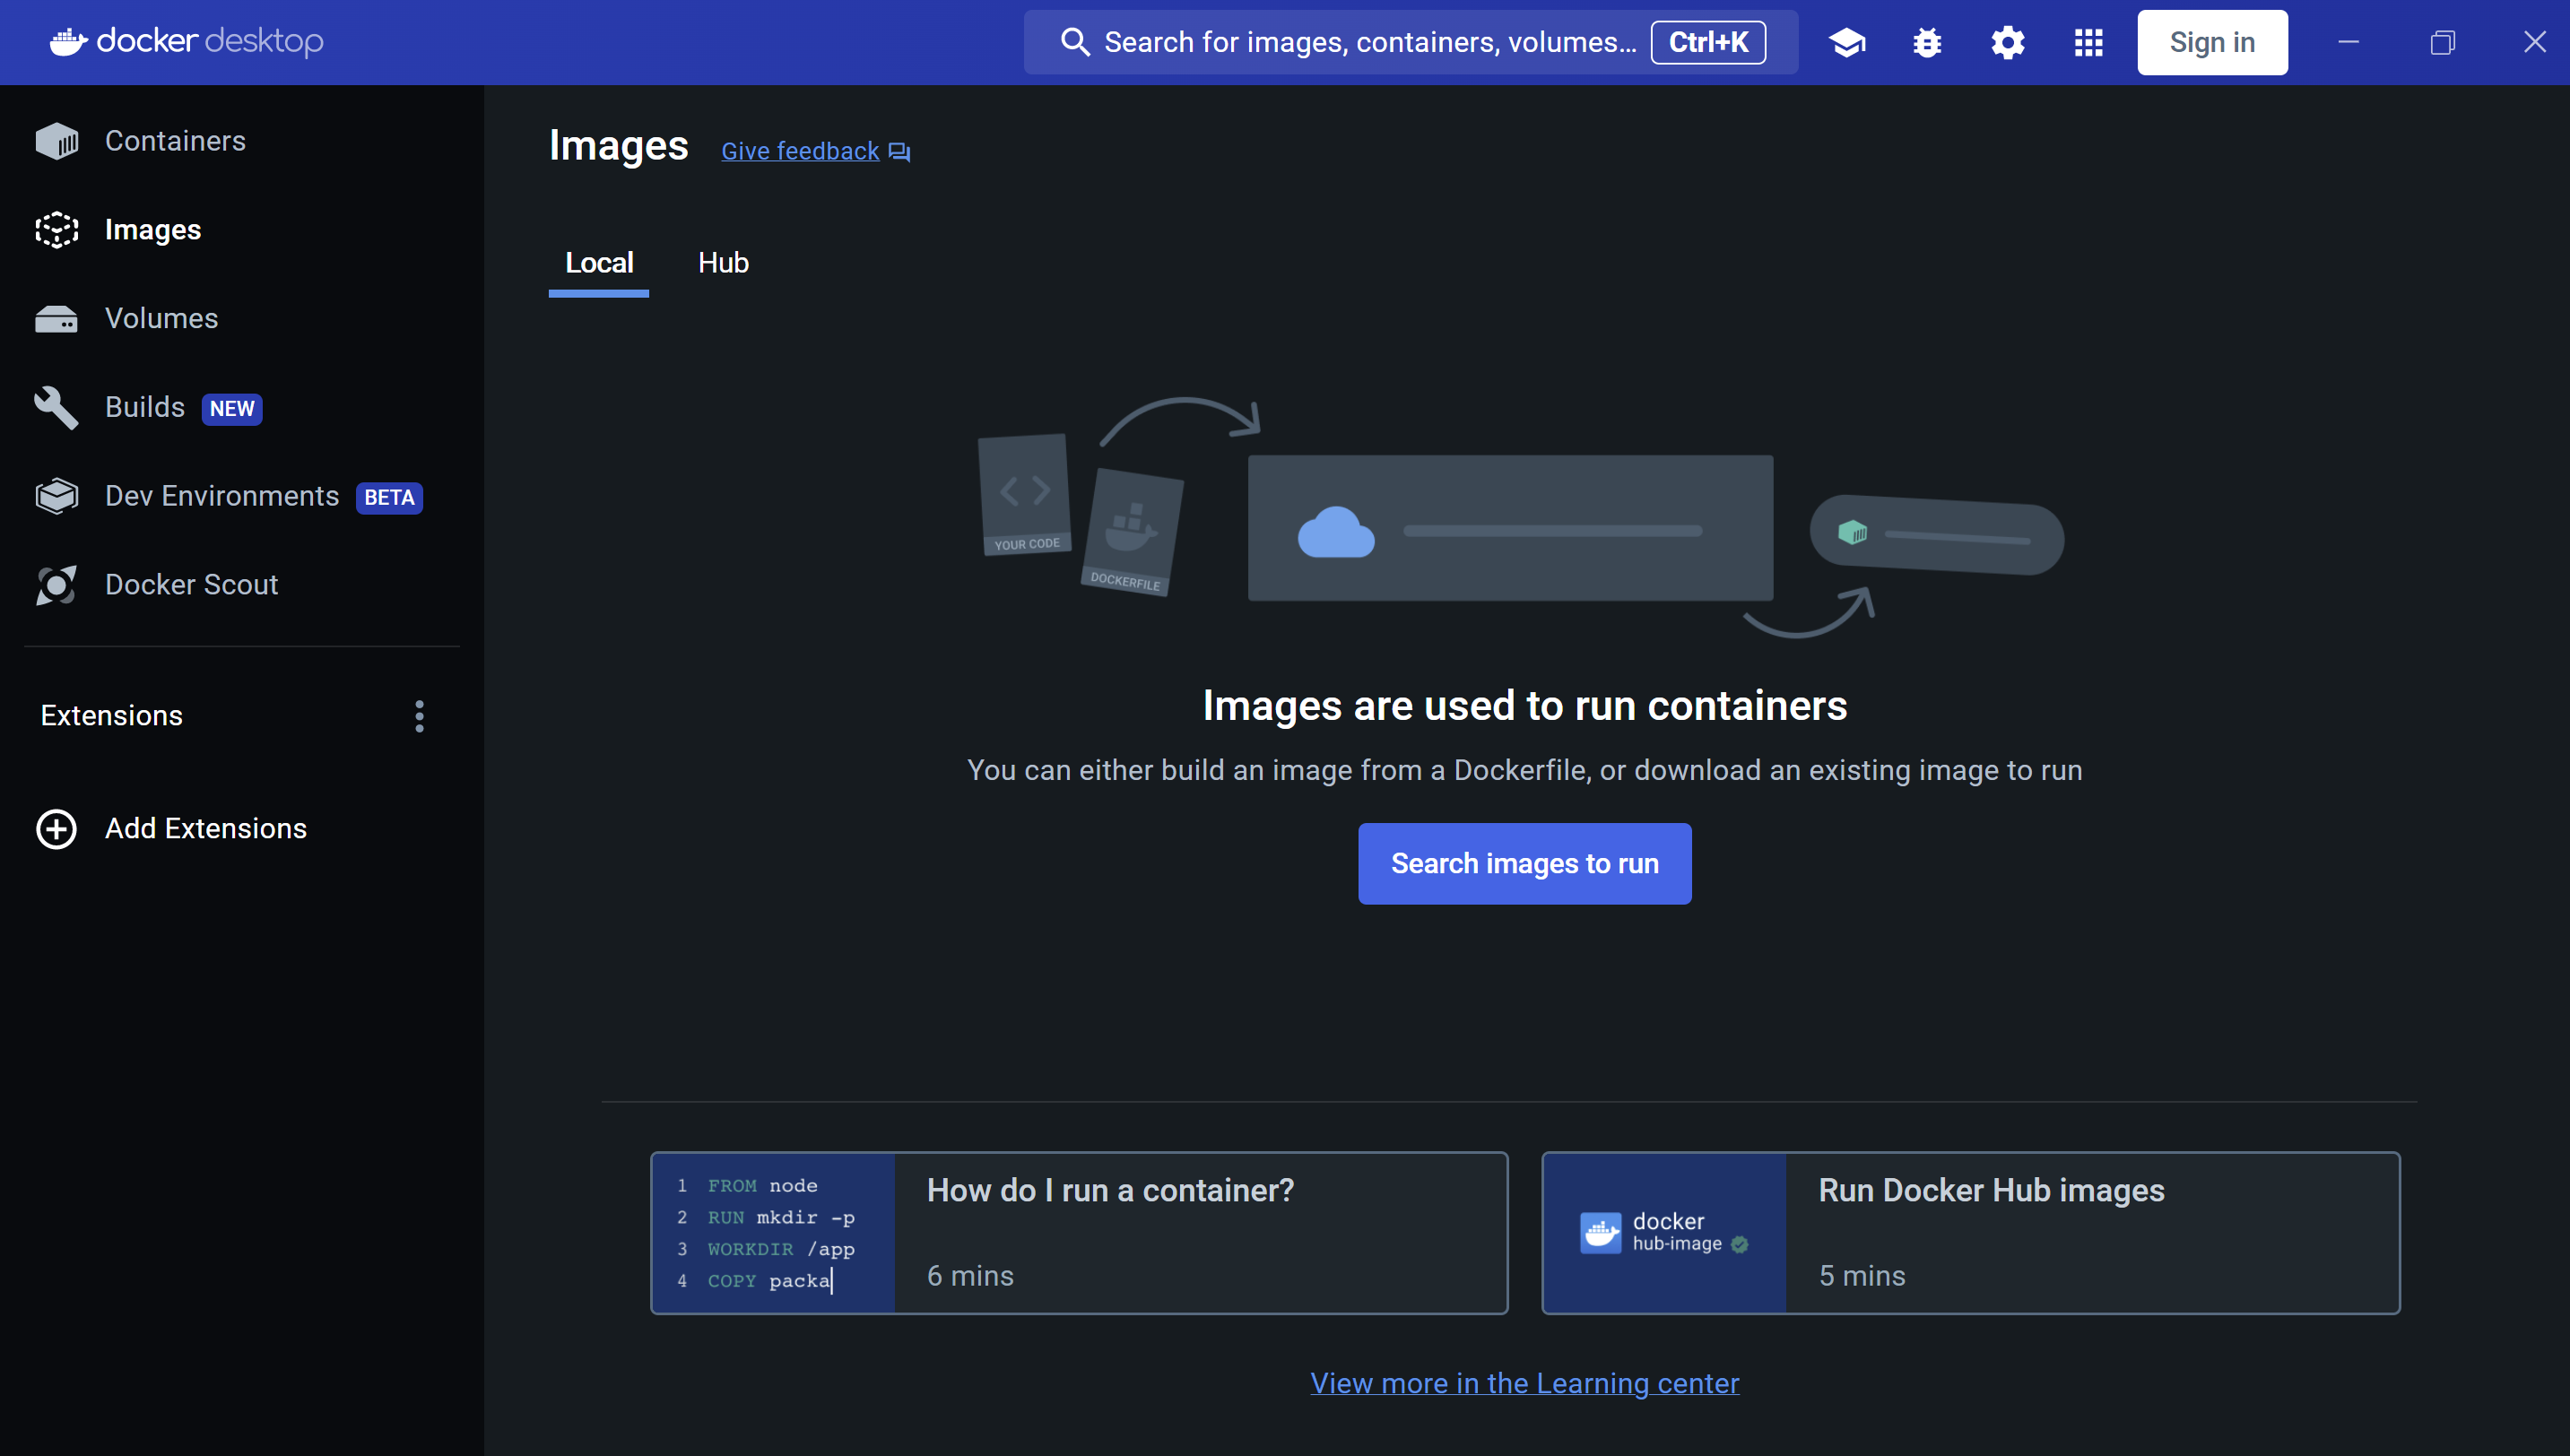 docker desktop
Search for images, containers, volumes... Ctrl+K
Sign in
Containers
Images
Volumes
Builds NEW
Dev Environments BETA
Docker Scout
Extensions
Add Extensions
Images Give feedback
Local Hub
YOUR CODE
DOCKERFILE
Images are used to run containers
You can either build an image from a Dockerfile, or download an existing image to run
Search images to run
1 FROM node
2 RUN mkdir -p
3 WORKDIR /app
4 COPY packa
How do I run a container?
6 mins
docker
hub-image
Run Docker Hub images
5 mins
View more in the Learning center